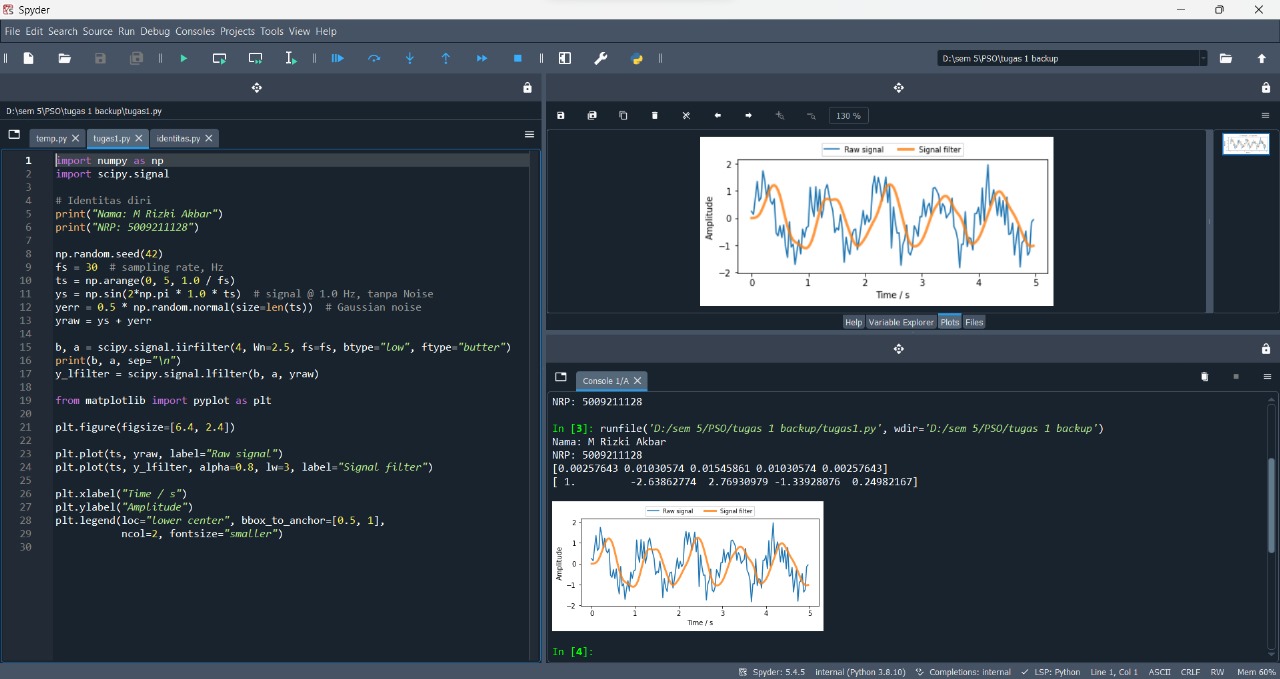 Spyder
File Edit Search Source Run Debug Consoles Projects Tools View Help
D:\sem 5\PSO\tugas 1 backup
D:\sem 5\PSO\tugas 1 backup\tugas1.py
temp.py tugas1.py identitas.py
1 import numpy as np
2 import scipy.signal
3
4 # Identitas diri
5 print("Nama: M Rizki Akbar")
6 print("NRP: 5009211128")
7
8 np.random.seed(42)
9 fs = 30 # sampling rate, Hz
10 ts = np.arange(0, 5, 1.0 / fs)
11 ys = np.sin(2*np.pi * 1.0 * ts) # signal @ 1.0 Hz, tanpa Noise
12 yerr = 0.5 * np.random.normal(size=len(ts)) # Gaussian noise
13 yraw = ys + yerr
14
15 b, a = scipy.signal.iirfilter(4, Wn=2.5, fs=fs, btype="low", ftype="butter")
16 print(b, a, sep="\n")
17 y_lfilter = scipy.signal.lfilter(b, a, yraw)
18
19 from matplotlib import pyplot as plt
20
21 plt.figure(figsize=[6.4, 2.4])
22
23 plt.plot(ts, yraw, label="Raw signal")
24 plt.plot(ts, y_lfilter, alpha=0.8, lw=3, label="Signal filter")
25
26 plt.xlabel("Time / s")
27 plt.ylabel("Amplitude")
28 plt.legend(loc="lower center", bbox_to_anchor=[0.5, 1],
29 ncol=2, fontsize="smaller")
30
130 %
Raw signal Signal filter
Amplitude
2
1
0
−1
−2
0 1 2 3 4 5
Time / s
Help Variable Explorer Plots Files
Console 1/A
NRP: 5009211128
In [3]: runfile('D:/sem 5/PSO/tugas 1 backup/tugas1.py', wdir='D:/sem 5/PSO/tugas 1 backup')
Nama: M Rizki Akbar
NRP: 5009211128
[0.00257643 0.01030574 0.01545861 0.01030574 0.00257643]
[ 1. -2.63862774 2.76930979 -1.33928076 0.24982167]
Raw signal Signal filter
Amplitude
2
1
0
−1
−2
0 1 2 3 4 5
Time / s
In [4]:
Spyder: 5.4.5 internal (Python 3.8.10) Completions: internal LSP: Python Line 1, Col 1 ASCII CRLF RW Mem 60%